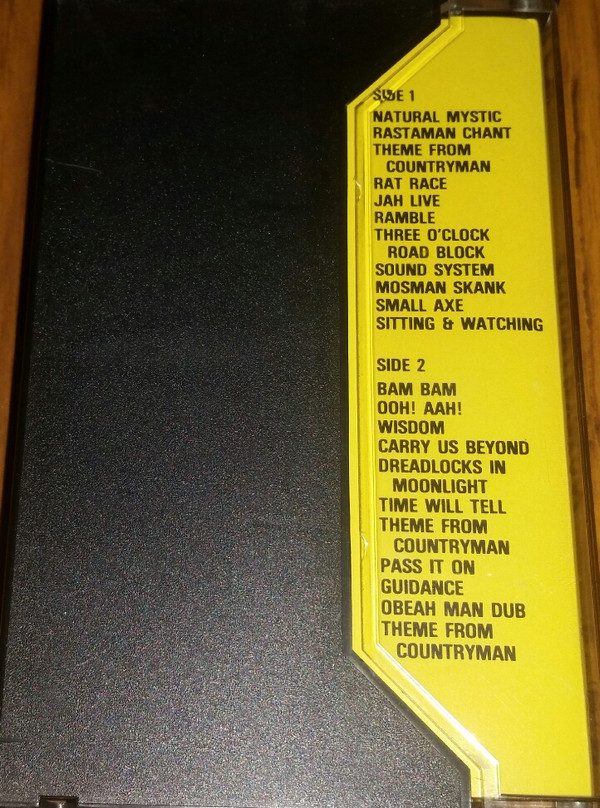 SIDE 1
NATURAL MYSTIC
RASTAMAN CHANT
THEME FROM
COUNTRYMAN
RAT RACE
JAH LIVE
RAMBLE
THREE O'CLOCK
ROAD BLOCK
SOUND SYSTEM
MOSMAN SKANK
SMALL AXE
SITTING & WATCHING
SIDE 2
BAM BAM
OOH! AAH!
WISDOM
CARRY US BEYOND
DREADLOCKS IN
MOONLIGHT
TIME WILL TELL
THEME FROM
COUNTRYMAN
PASS IT ON
GUIDANCE
OBEAH MAN DUB
THEME FROM
COUNTRYMAN